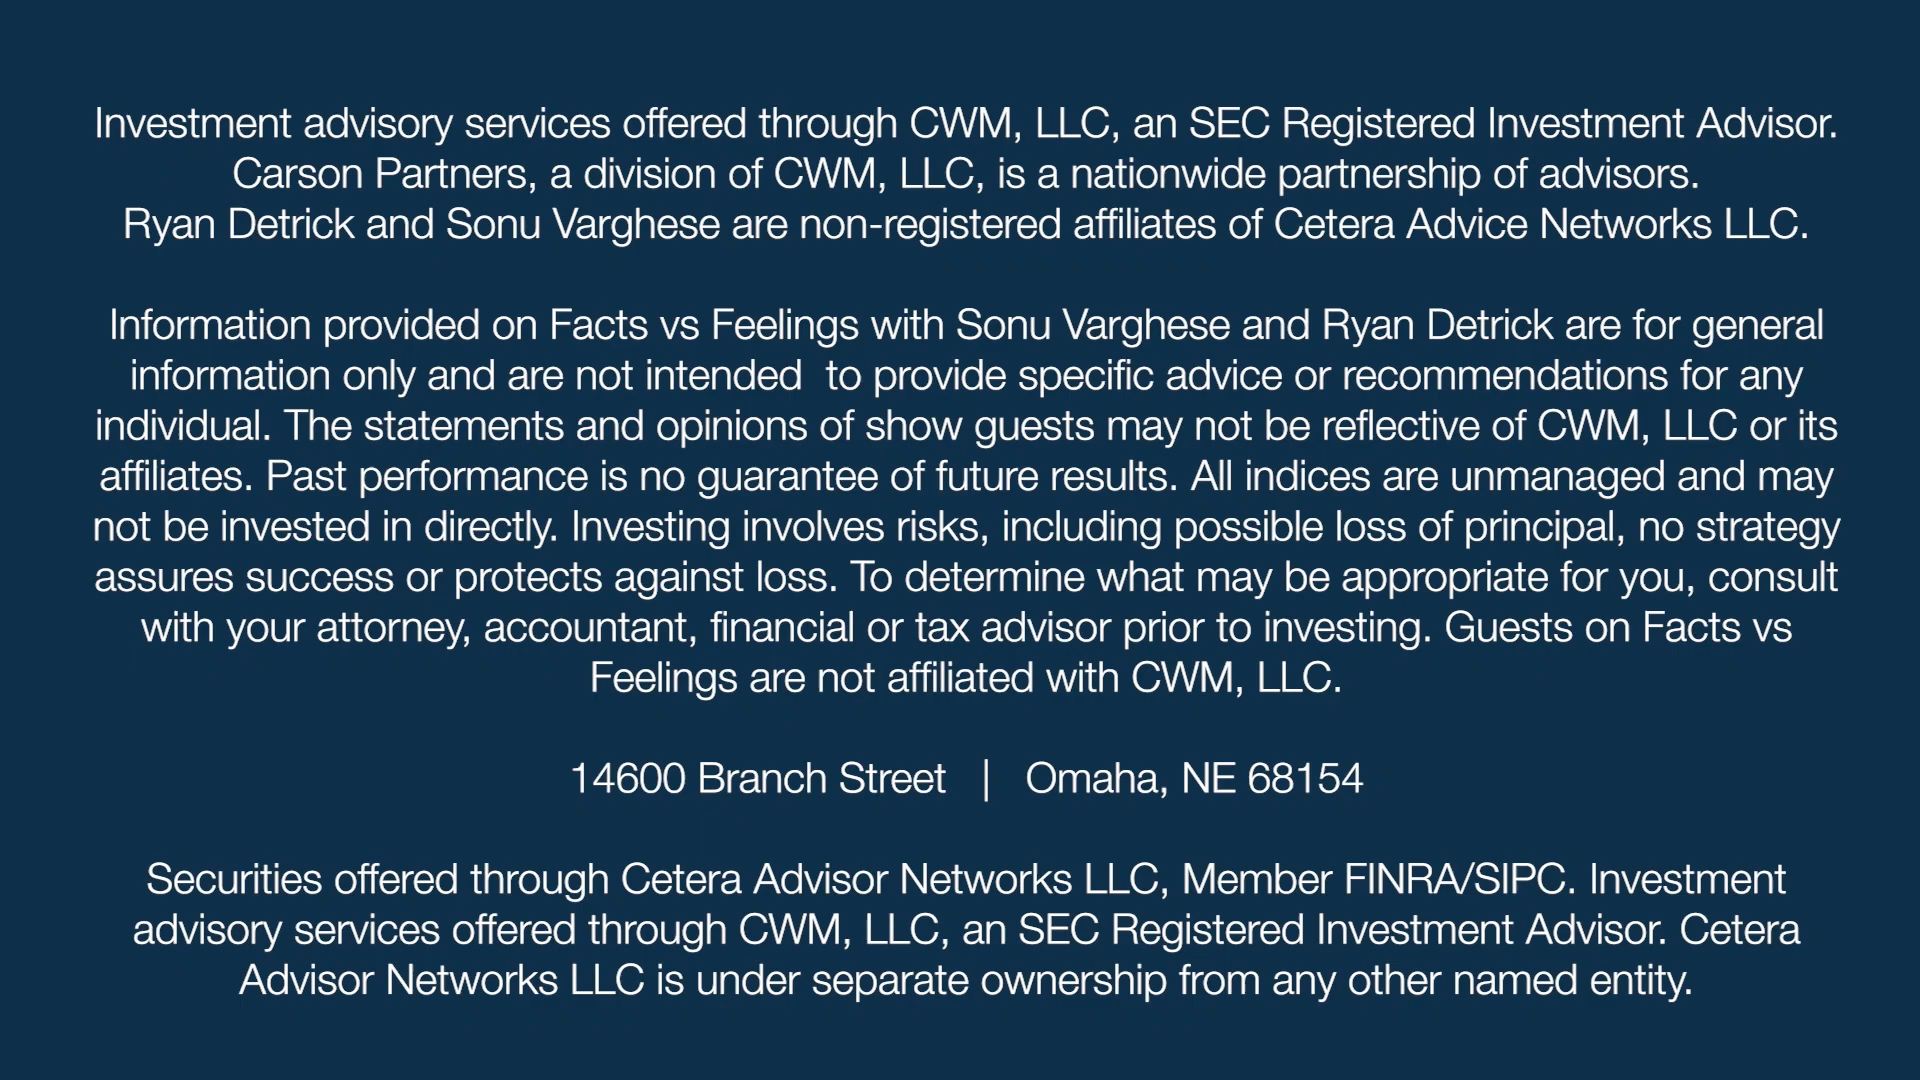 Investment advisory services offered through CWM, LLC, an SEC Registered Investment Advisor.
Carson Partners, a division of CWM, LLC, is a nationwide partnership of advisors.
Ryan Detrick and Sonu Varghese are non-registered affiliates of Cetera Advice Networks LLC.
Information provided on Facts vs Feelings with Sonu Varghese and Ryan Detrick are for general
information only and are not intended  to provide specific advice or recommendations for any
individual. The statements and opinions of show guests may not be reflective of CWM, LLC or its
affiliates. Past performance is no guarantee of future results. All indices are unmanaged and may
not be invested in directly. Investing involves risks, including possible loss of principal, no strategy
assures success or protects against loss. To determine what may be appropriate for you, consult
with your attorney, accountant, financial or tax advisor prior to investing. Guests on Facts vs
Feelings are not affiliated with CWM, LLC.
14600 Branch Street | Omaha, NE 68154
Securities offered through Cetera Advisor Networks LLC, Member FINRA/SIPC. Investment
advisory services offered through CWM, LLC, an SEC Registered Investment Advisor. Cetera
Advisor Networks LLC is under separate ownership from any other named entity.